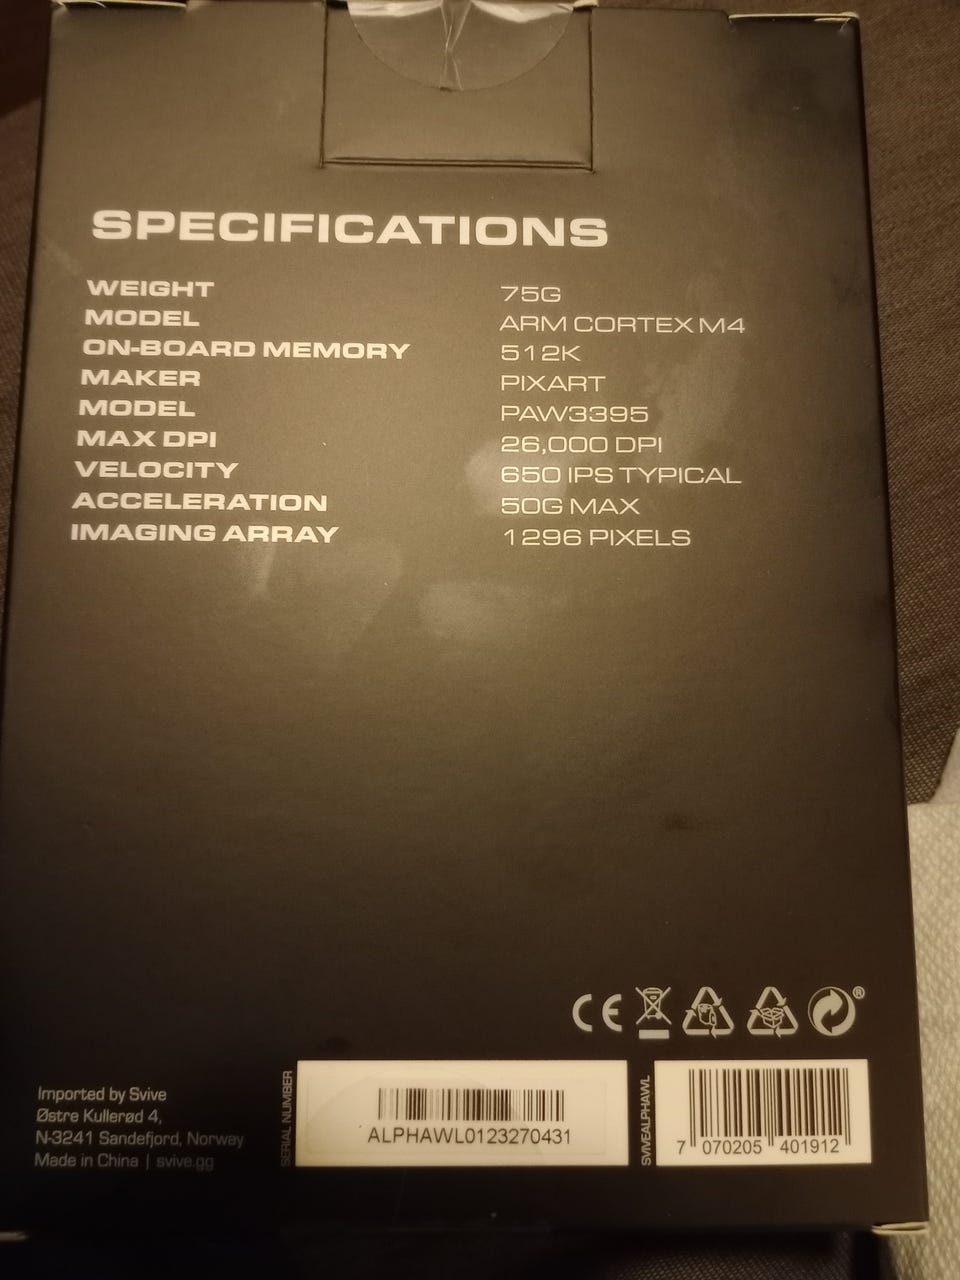 SPECIFICATIONS
WEIGHT 75G
MODEL ARM CORTEX M4
ON-BOARD MEMORY 512K
MAKER PIXART
MODEL PAW3395
MAX DPI 26,000 DPI
VELOCITY 650 IPS TYPICAL
ACCELERATION 50G MAX
IMAGING ARRAY 1296 PIXELS
CE
®
Imported by Svive
Østre Kullerød 4,
N-3241 Sandefjord, Norway
Made in China | svive.gg
SERIAL NUMBER
ALPHAWL0123270431
SVIVEALPHAWL
7 070205 401912